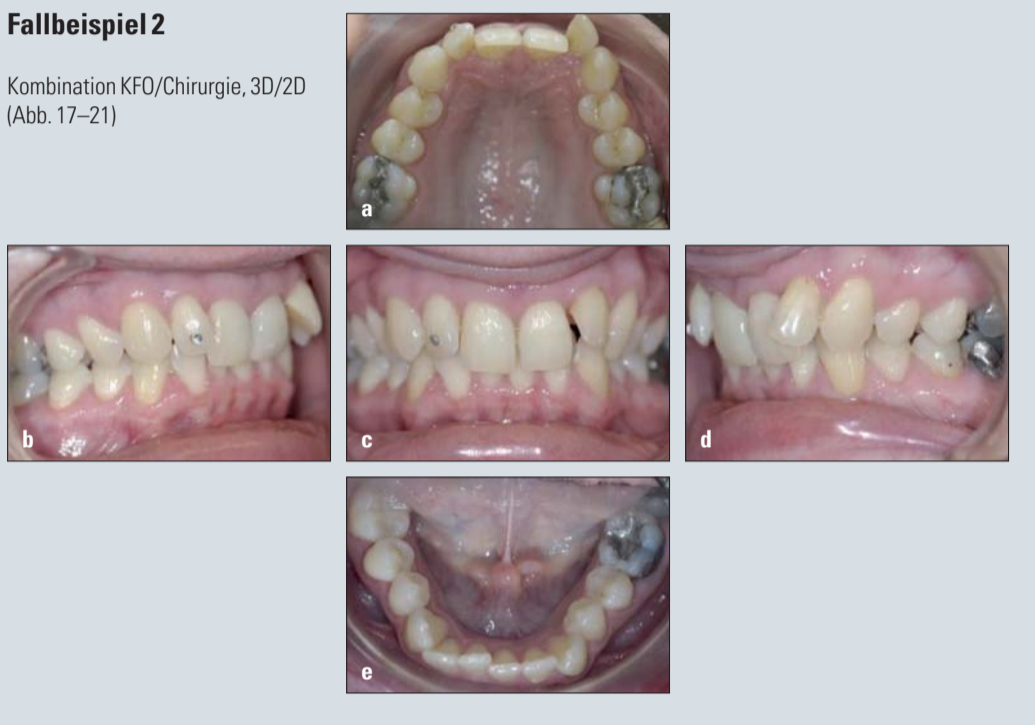 Fallbeispiel 2
Kombination KFO/Chirurgie, 3D/2D
(Abb. 17–21)
a
b
c
d
e